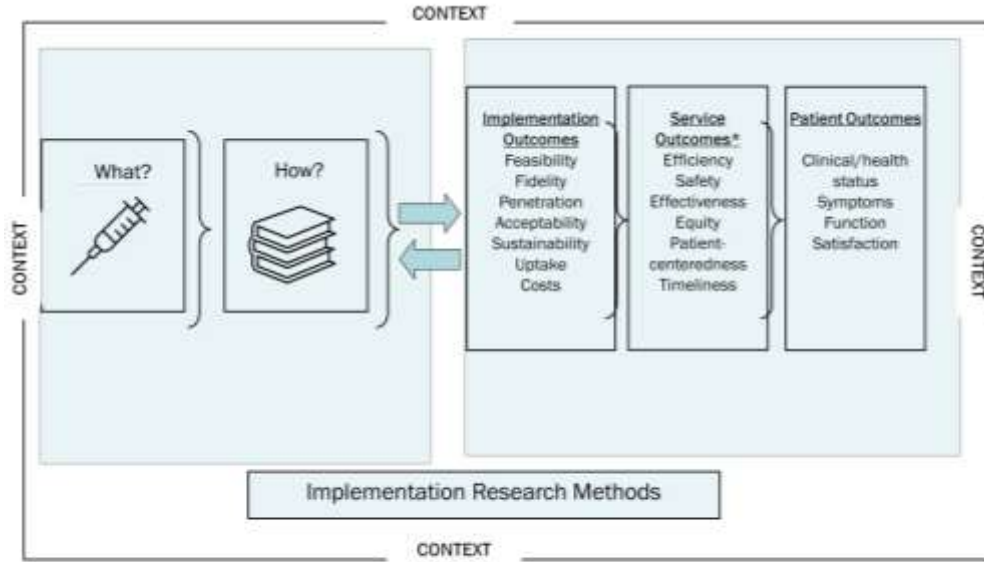 CONTEXT
CONTEXT
What?
How?
Implementation
Outcomes
Feasibility
Fidelity
Penetration
Acceptability
Sustainability
Uptake
Costs
Service
Outcomes*
Efficiency
Safety
Effectiveness
Equity
Patient-
centeredness
Timeliness
Patient Outcomes
Clinical/health
status
Symptoms
Function
Satisfaction
CONTEXT
Implementation Research Methods
CONTEXT